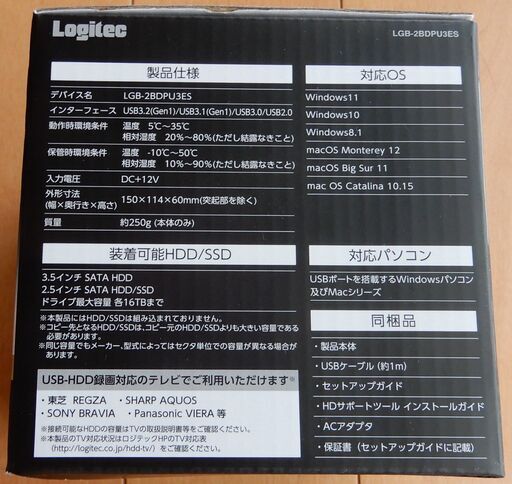 Logitec
LGB-2BDPU3ES
製品仕様
デバイス名 LGB-2BDPU3ES
インターフェース USB3.2(Gen1)/USB3.1(Gen1)/USB3.0/USB2.0
動作時環境条件 温度 5℃～35℃
相対湿度 20%～80%(ただし結露なきこと)
保管時環境条件 温度 -10℃～50℃
相対湿度 10%～90%(ただし結露なきこと)
入力電圧 DC+12V
外形寸法
(幅×奥行き×高さ) 150×114×60mm(突起部を除く)
質量 約250g (本体のみ)
装着可能HDD/SSD
3.5インチ SATA HDD
2.5インチ SATA HDD/SSD
ドライブ最大容量 各16TBまで
※本製品にはHDD/SSDは組み込まれておりません。
※コピー先となるHDD/SSDは、コピー元のHDD/SSDよりも大きい容量である
必要があります。
※同じ容量でもメーカー、型式によってはセクタ単位での容量が異なる場合が
あります。
USB-HDD録画対応のテレビでご利用いただけます※
・東芝 REGZA ・SHARP AQUOS
・SONY BRAVIA ・Panasonic VIERA 等
※接続可能なHDDの容量はTVの取扱説明書等をご確認ください。
※本製品のTV対応状況はロジテックHPのTV対応表
(http://logitec.co.jp/hdd-tv/) をご確認ください。
対応OS
Windows11
Windows10
Windows8.1
macOS Monterey 12
macOS Big Sur 11
mac OS Catalina 10.15
対応パソコン
USBポートを搭載するWindowsパソコン
及びMacシリーズ
同梱品
・製品本体
・USBケーブル (約1m)
・セットアップガイド
・HDサポートツール インストールガイド
・ACアダプタ
・保証書 (セットアップガイドに記載)